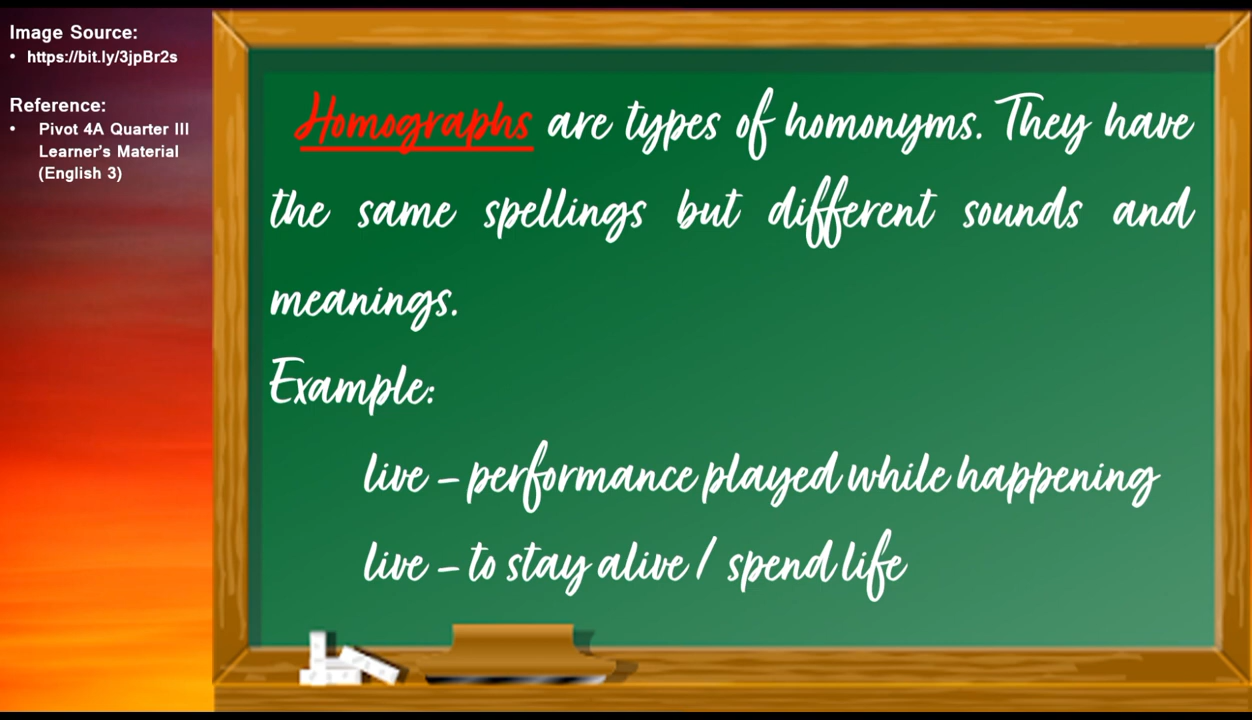 Image Source:
• https://bit.ly/3jpBr2s
Reference:
• Pivot 4A Quarter III
Learner's Material
(English 3)
Homographs are types of homonyms. They have
the same spellings but different sounds and
meanings.
Example:
live – performance played while happening
live – to stay alive / spend life